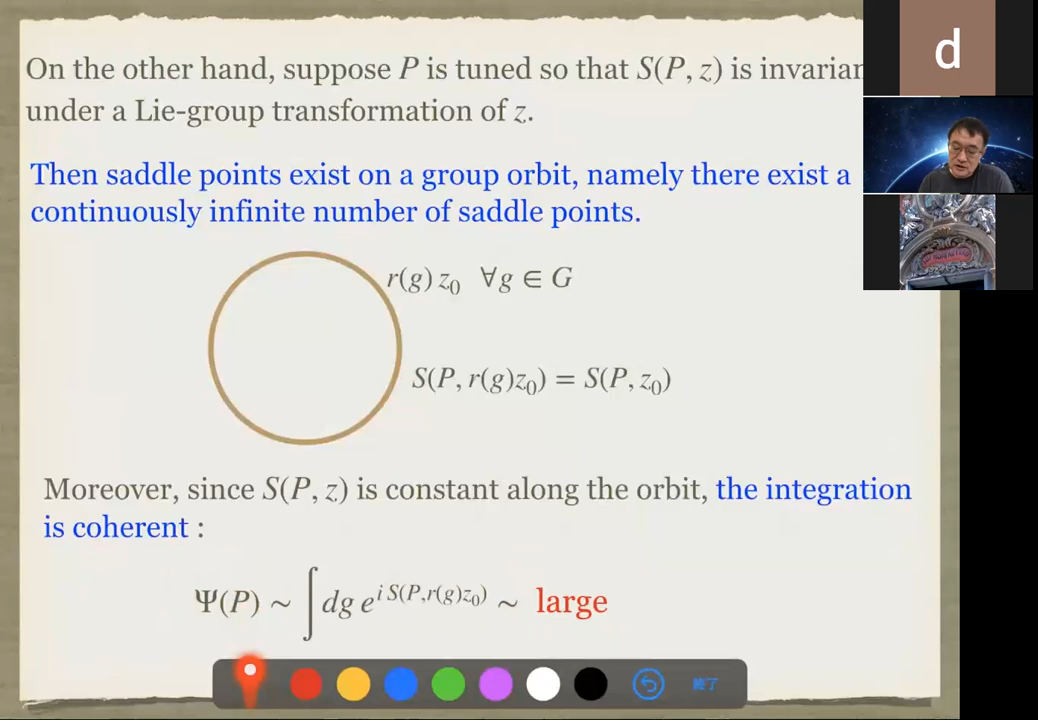 On the other hand, suppose P is tuned so that S(P, z) is invarian
under a Lie-group transformation of z.
Then saddle points exist on a group orbit, namely there exist a
continuously infinite number of saddle points.
r(g) z₀ ∀g ∈ G
S(P, r(g)z₀) = S(P, z₀)
Moreover, since S(P, z) is constant along the orbit, the integration
is coherent :
Ψ(P) ~ ∫ dg e^{i S(P,r(g)z₀)} ~ large
d
終了